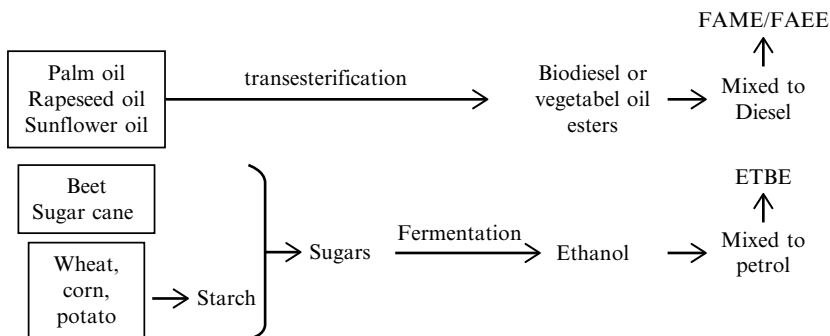 FAME/FAEE
Palm oil
Rapeseed oil
Sunflower oil
transesterification
Biodiesel or
vegetabel oil
esters
Mixed to
Diesel
Beet
Sugar cane
ETBE
Wheat,
corn,
potato
Starch
Sugars
Fermentation
Ethanol
Mixed to
petrol